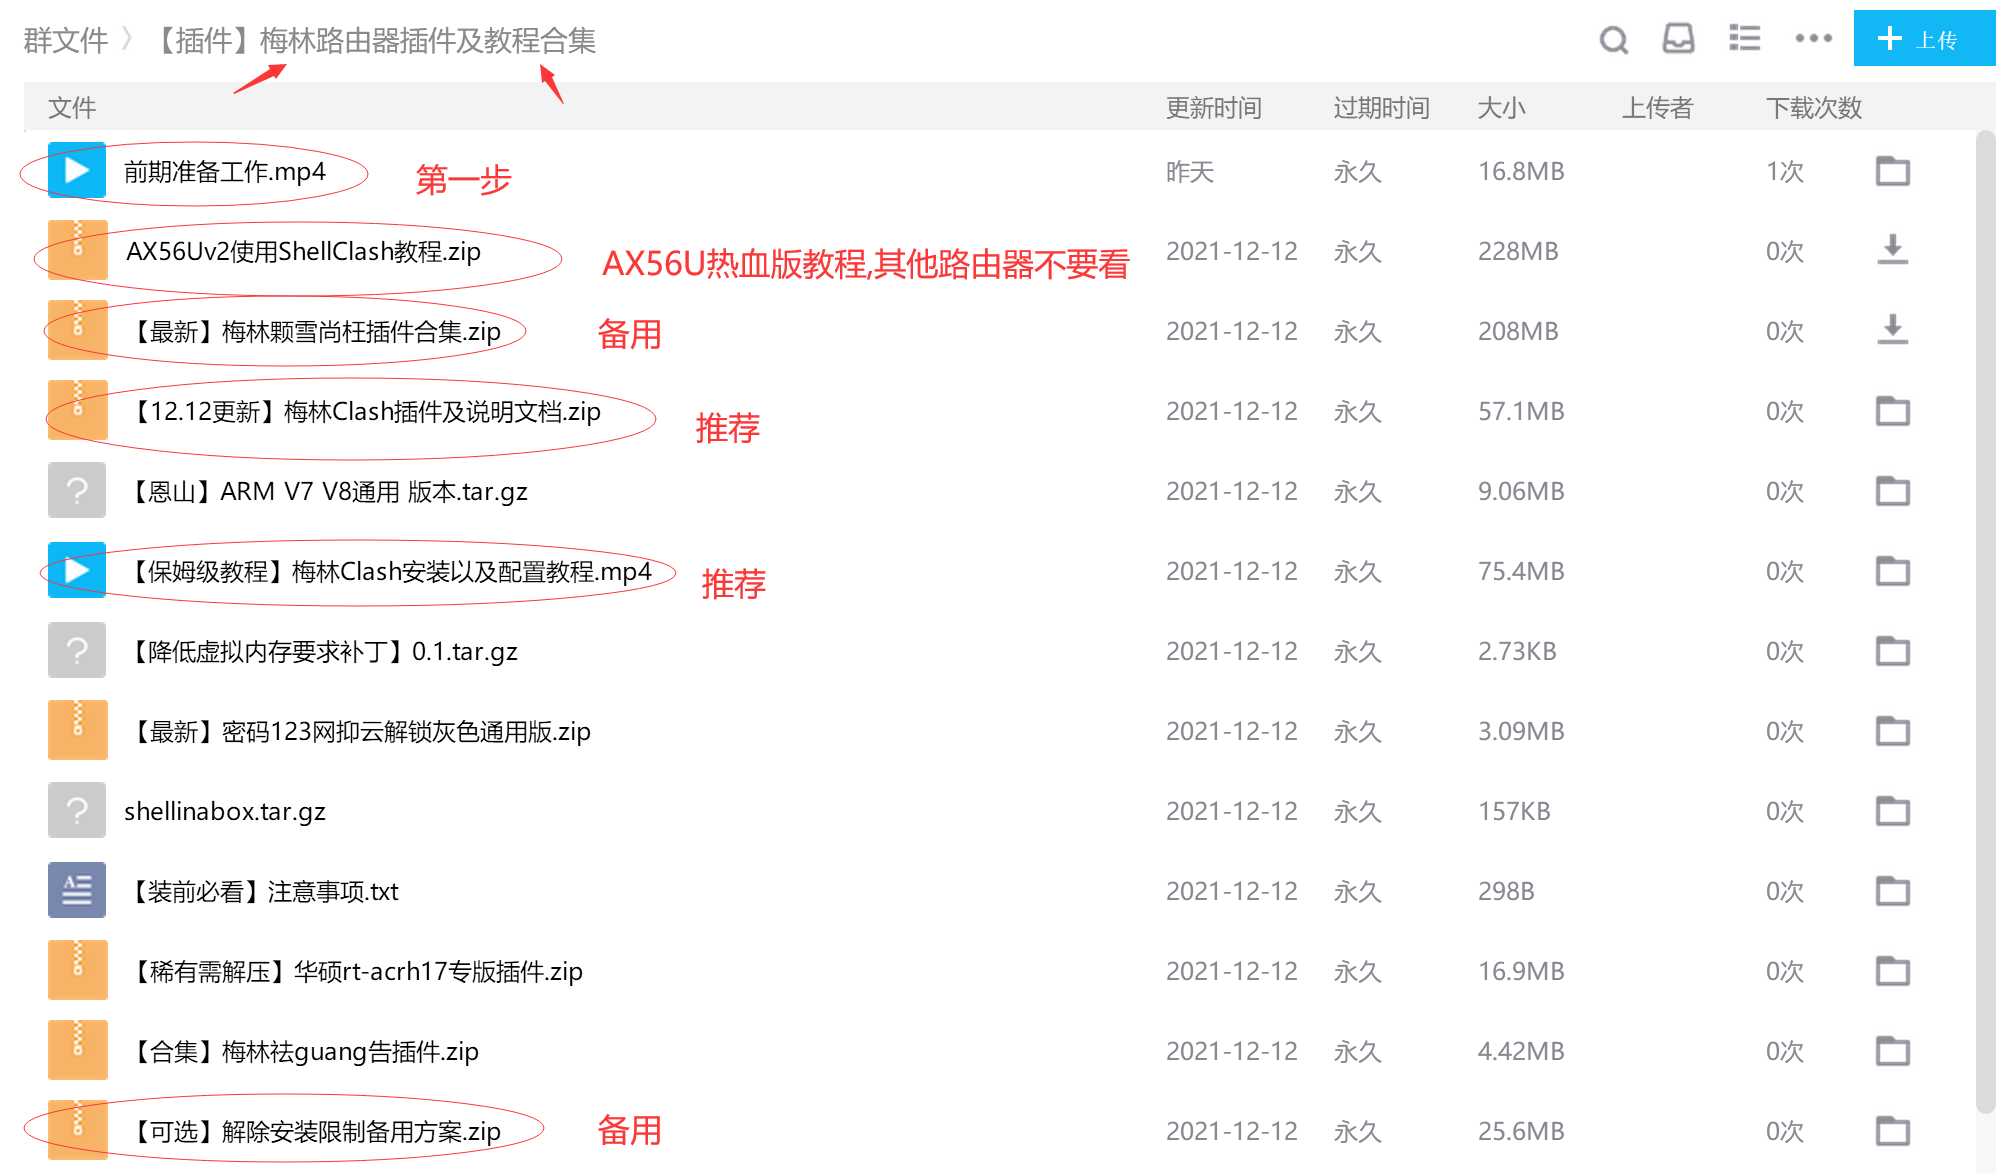 群文件 〉【插件】梅林路由器插件及教程合集
上传
文件 更新时间 过期时间 大小 上传者 下载次数
前期准备工作.mp4 第一步 昨天 永久 16.8MB 1次
AX56Uv2使用ShellClash教程.zip AX56U热血版教程,其他路由器不要看 2021-12-12 永久 228MB 0次
【最新】梅林颗雪尚枉插件合集.zip 备用 2021-12-12 永久 208MB 0次
【12.12更新】梅林Clash插件及说明文档.zip 推荐 2021-12-12 永久 57.1MB 0次
【恩山】ARM V7 V8通用 版本.tar.gz 2021-12-12 永久 9.06MB 0次
【保姆级教程】梅林Clash安装以及配置教程.mp4 推荐 2021-12-12 永久 75.4MB 0次
【降低虚拟内存要求补丁】0.1.tar.gz 2021-12-12 永久 2.73KB 0次
【最新】密码123网抑云解锁灰色通用版.zip 2021-12-12 永久 3.09MB 0次
shellinabox.tar.gz 2021-12-12 永久 157KB 0次
【装前必看】注意事项.txt 2021-12-12 永久 298B 0次
【稀有需解压】华硕rt-acrh17专版插件.zip 2021-12-12 永久 16.9MB 0次
【合集】梅林祛guang告插件.zip 2021-12-12 永久 4.42MB 0次
【可选】解除安装限制备用方案.zip 备用 2021-12-12 永久 25.6MB 0次